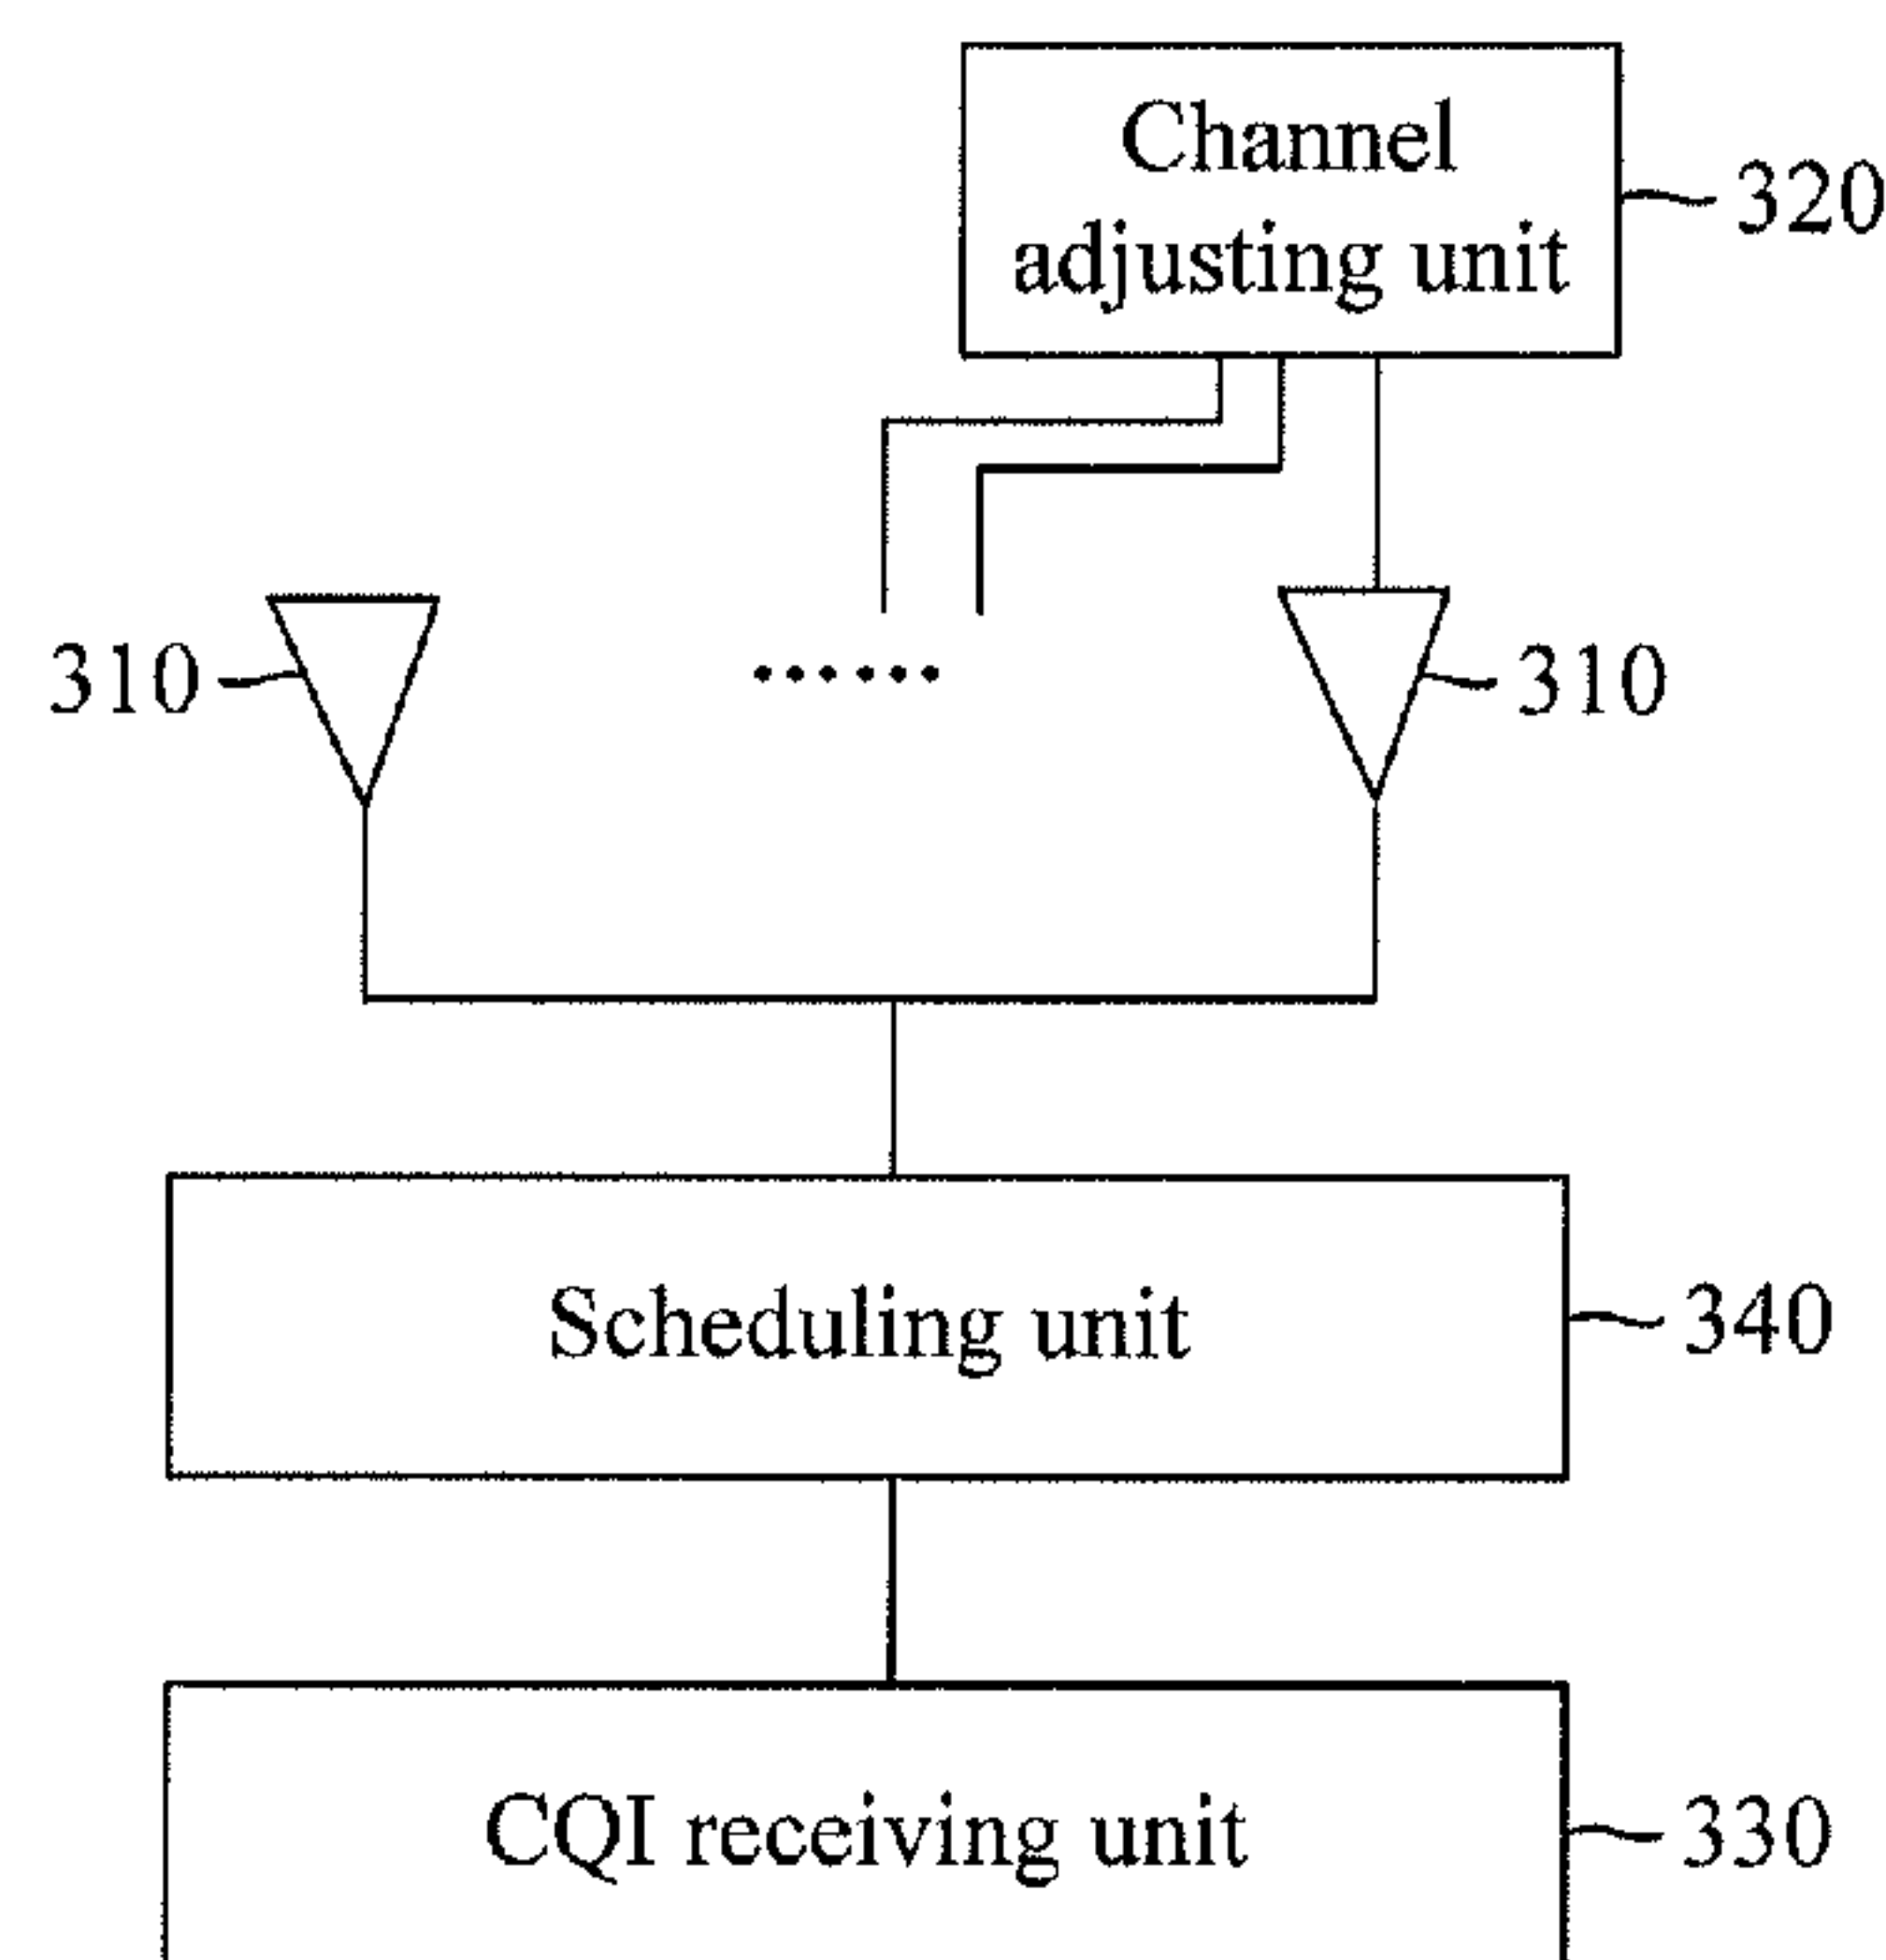 Channel
adjusting unit
320
310
310
Scheduling unit
340
CQI receiving unit
330